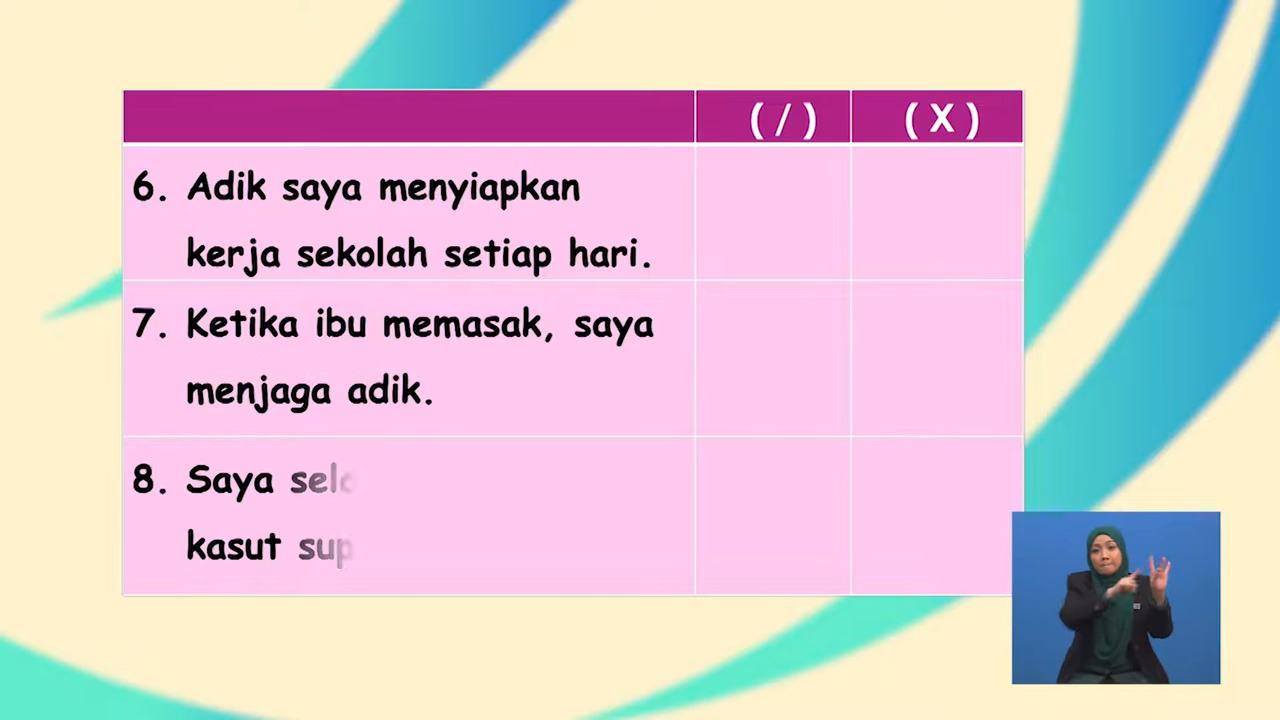 ( / ) ( X )
6. Adik saya menyiapkan
kerja sekolah setiap hari.
7. Ketika ibu memasak, saya
menjaga adik.
8. Saya
kasut